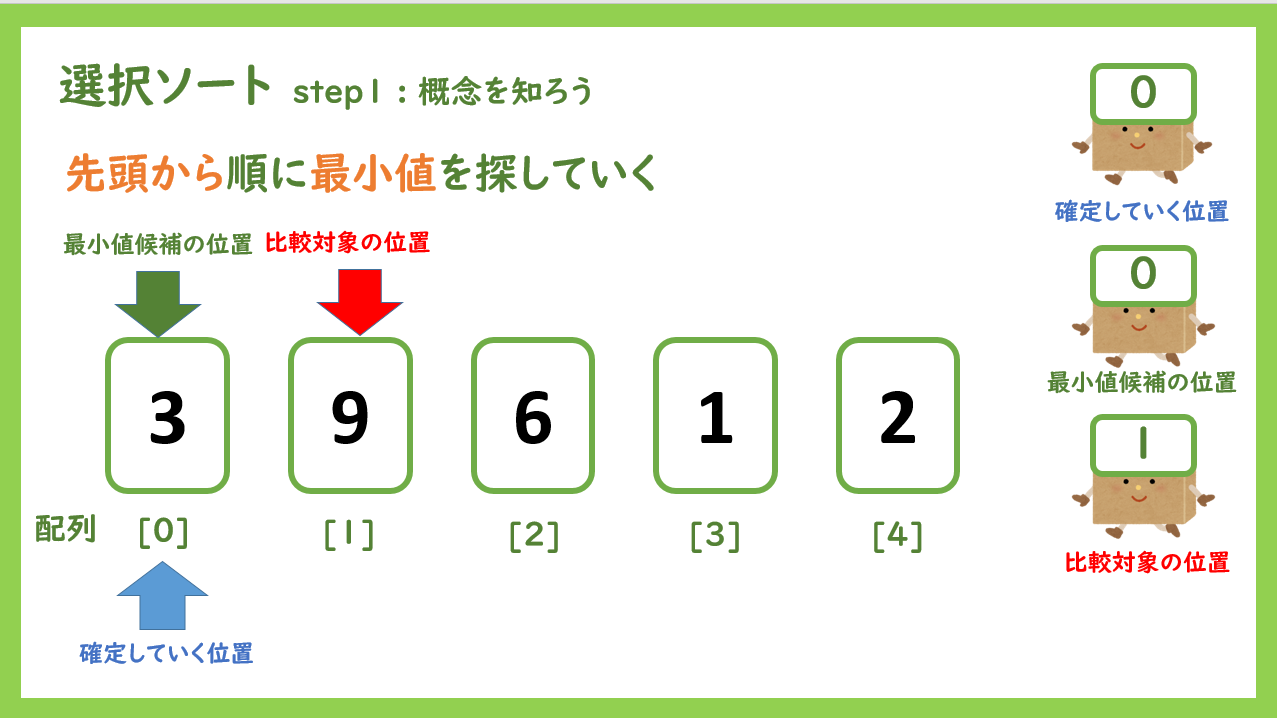 選択ソート step1：概念を知ろう
先頭から順に最小値を探していく
最小値候補の位置 比較対象の位置
3 9 6 1 2
配列 [0] [1] [2] [3] [4]
確定していく位置
0
確定していく位置
0
最小値候補の位置
1
比較対象の位置